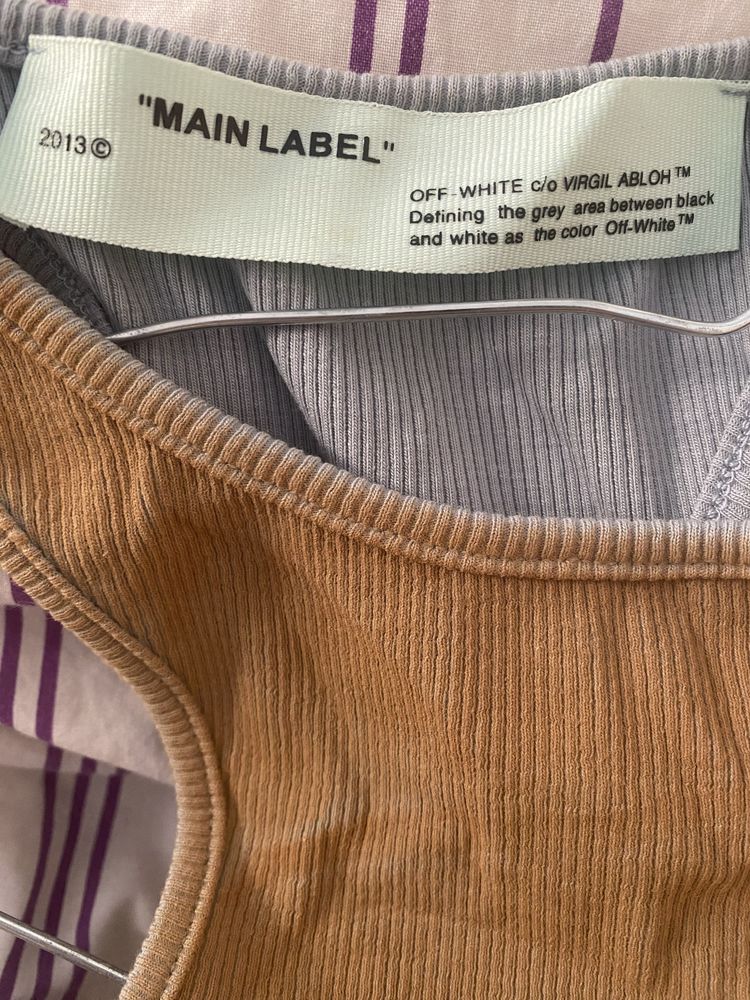 "MAIN LABEL"
2013©
OFF-WHITE c/o VIRGIL ABLOH™
Defining the grey area between black
and white as the color Off-White™